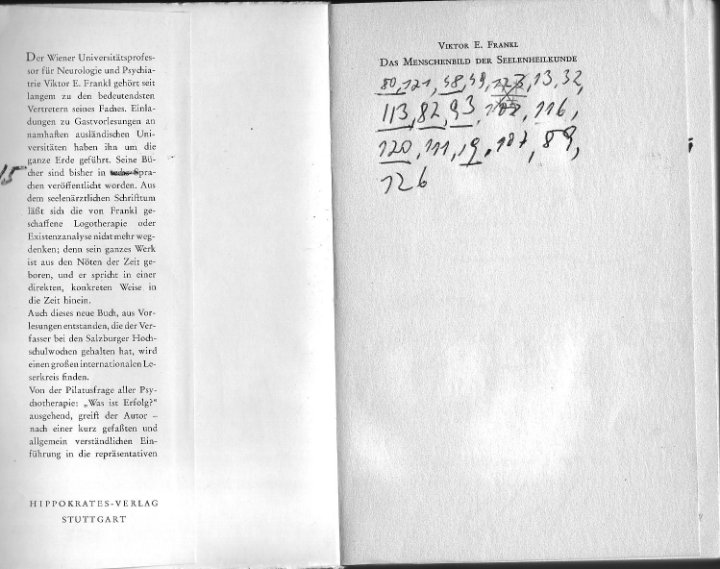 Der Wiener Universitätsprofes-
sor für Neurologie und Psychia-
trie Viktor E. Frankl gehört seit
langem zu den bedeutendsten
Vertretern seines Faches. Einla-
dungen zu Gastvorlesungen an
namhaften ausländischen Uni-
versitäten haben ihn um die
ganze Erde geführt. Seine Bü-
15 cher sind bisher in sechs Spra-
chen veröffentlicht worden. Aus
dem seelenärztlichen Schrifttum
läßt sich die von Frankl ge-
schaffene Logotherapie oder
Existenzanalyse nicht mehr weg-
denken; denn sein ganzes Werk
ist aus den Nöten der Zeit ge-
boren, und er spricht in einer
direkten, konkreten Weise in
die Zeit hinein.
Auch dieses neue Buch, aus Vor-
lesungen entstanden, die der Ver-
fasser bei den Salzburger Hoch-
schulwochen gehalten hat, wird
einen großen internationalen Le-
serkreis finden.
Von der Pilatusfrage aller Psy-
chotherapie: „Was ist Erfolg?"
ausgehend, greift der Autor –
nach einer kurz gefaßten und
allgemein verständlichen Ein-
führung in die repräsentativen
HIPPOKRATES-VERLAG
STUTTGART
Viktor E. Frankl
Das Menschenbild der Seelenheilkunde
80, 121, 48, 49, 123, 13, 32,
113, 82, 93, 116,
120, 111, 19, 107, 89,
126